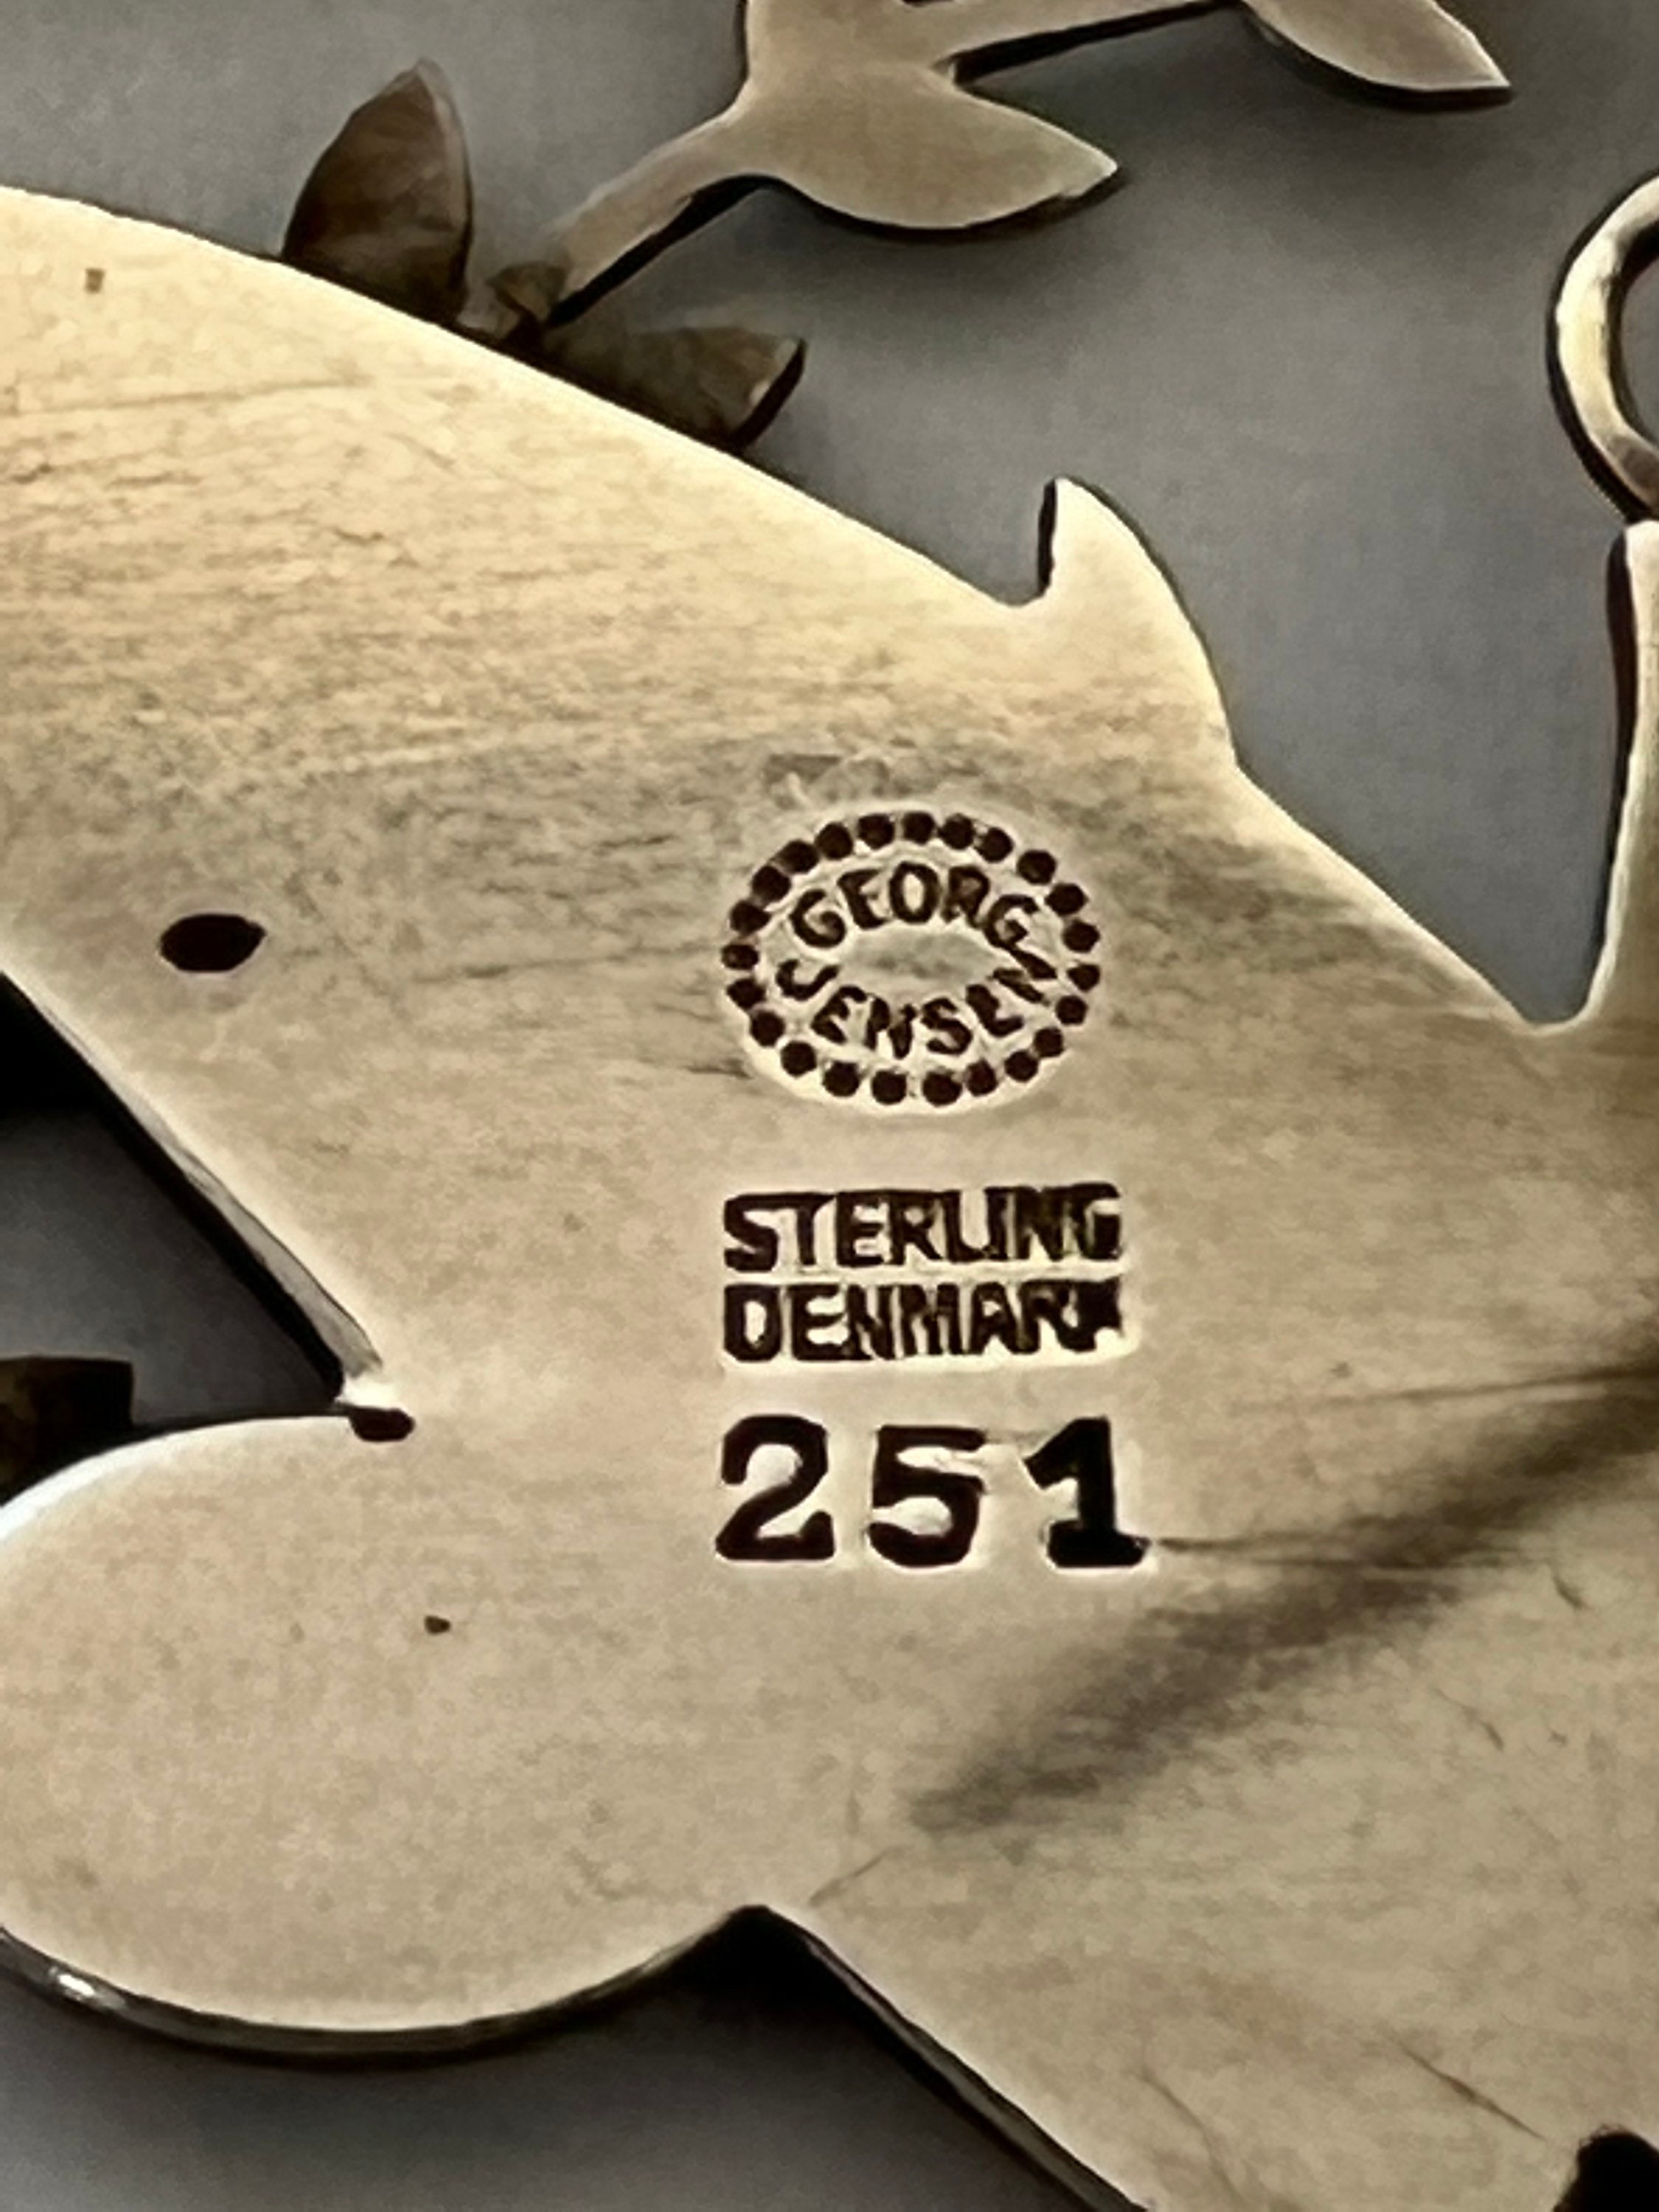 GEORG
JENSEN
STERLING
DENMARK
251